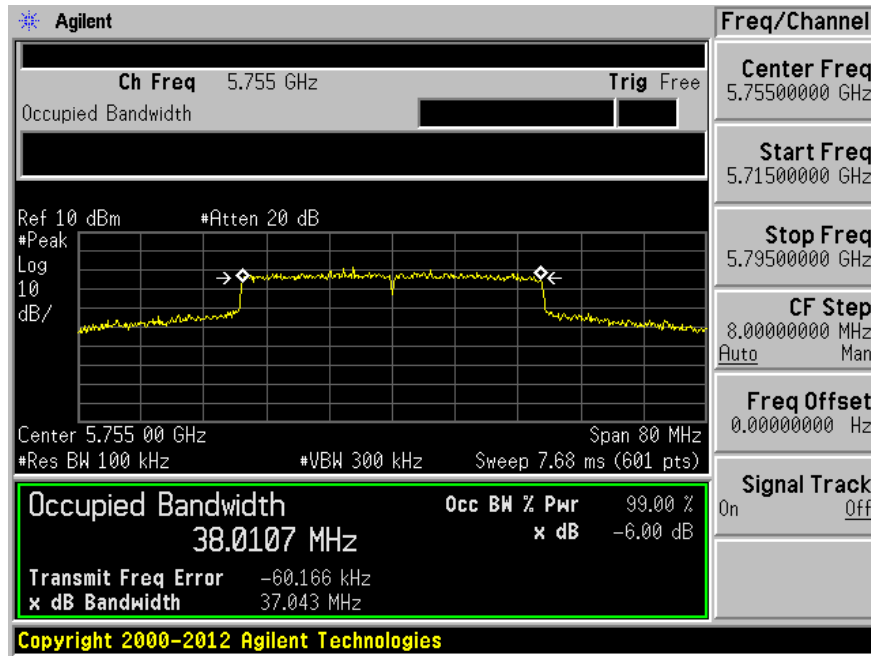 Agilent
Freq/Channel
Ch Freq 5.755 GHz Trig Free
Occupied Bandwidth
Center Freq
5.75500000 GHz
Start Freq
5.71500000 GHz
Stop Freq
5.79500000 GHz
CF Step
8.00000000 MHz
Auto Man
Freq Offset
0.00000000 Hz
Signal Track
On Off
Ref 10 dBm #Atten 20 dB
#Peak
Log
10
dB/
Center 5.755 00 GHz Span 80 MHz
#Res BW 100 kHz #VBW 300 kHz Sweep 7.68 ms (601 pts)
Occupied Bandwidth Occ BW % Pwr 99.00 %
38.0107 MHz x dB -6.00 dB
Transmit Freq Error -60.166 kHz
x dB Bandwidth 37.043 MHz
Copyright 2000-2012 Agilent Technologies